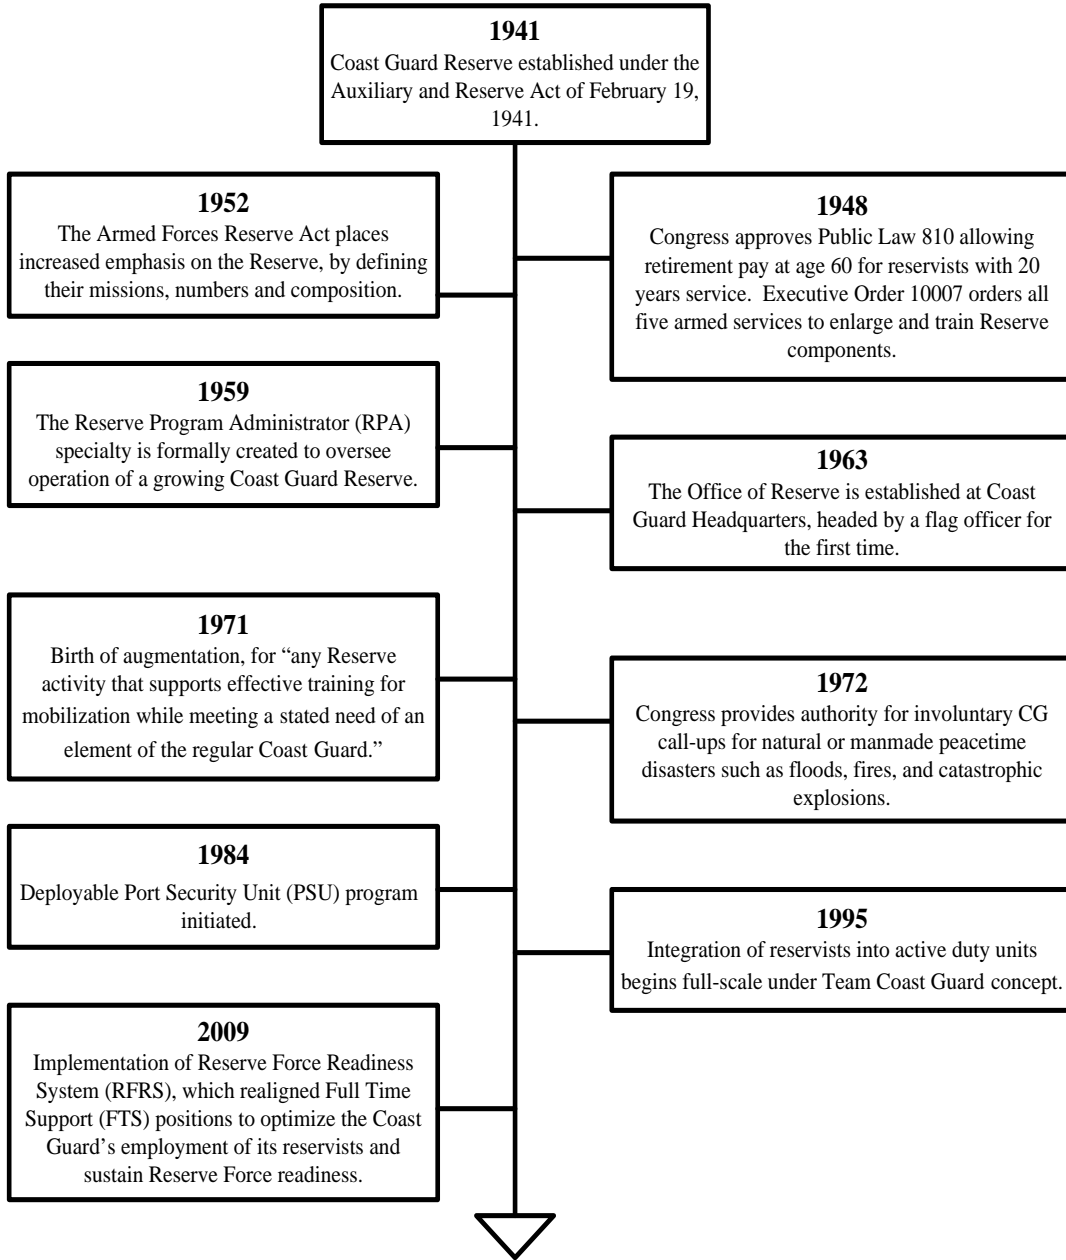 1941
Coast Guard Reserve established under the
Auxiliary and Reserve Act of February 19,
1941.
1948
Congress approves Public Law 810 allowing
retirement pay at age 60 for reservists with 20
years service.  Executive Order 10007 orders all
five armed services to enlarge and train Reserve
components.
1952
The Armed Forces Reserve Act places
increased emphasis on the Reserve, by defining
their missions, numbers and composition.
1959
The Reserve Program Administrator (RPA)
specialty is formally created to oversee
operation of a growing Coast Guard Reserve.
1963
The Office of Reserve is established at Coast
Guard Headquarters, headed by a flag officer for
the first time.
1971
Birth of augmentation, for “any Reserve
activity that supports effective training for
mobilization while meeting a stated need of an
element of the regular Coast Guard.”
1972
Congress provides authority for involuntary CG
call-ups for natural or manmade peacetime
disasters such as floods, fires, and catastrophic
explosions.
1984
Deployable Port Security Unit (PSU) program
initiated.
1995
Integration of reservists into active duty units
begins full-scale under Team Coast Guard concept.
2009
Implementation of Reserve Force Readiness
System (RFRS), which realigned Full Time
Support (FTS) positions to optimize the Coast
Guard’s employment of its reservists and
sustain Reserve Force readiness.